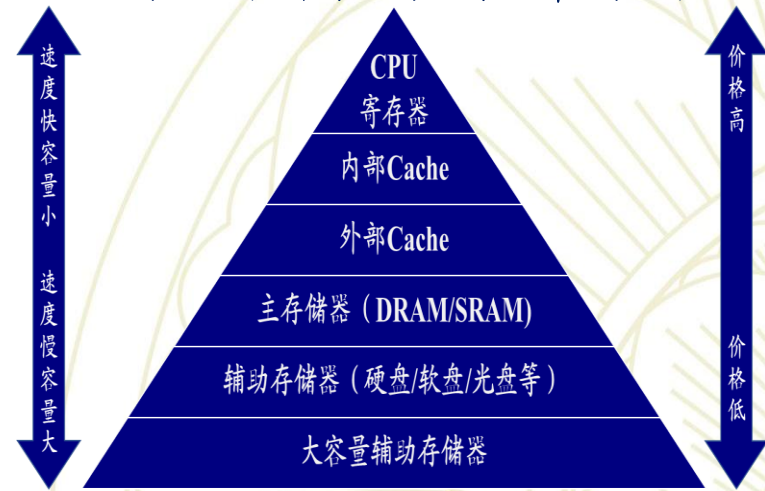 速度快容量小
速度慢容量大
CPU
寄存器
内部Cache
外部Cache
主存储器（DRAM/SRAM)
辅助存储器（硬盘/软盘/光盘等）
大容量辅助存储器
价格高
价格低